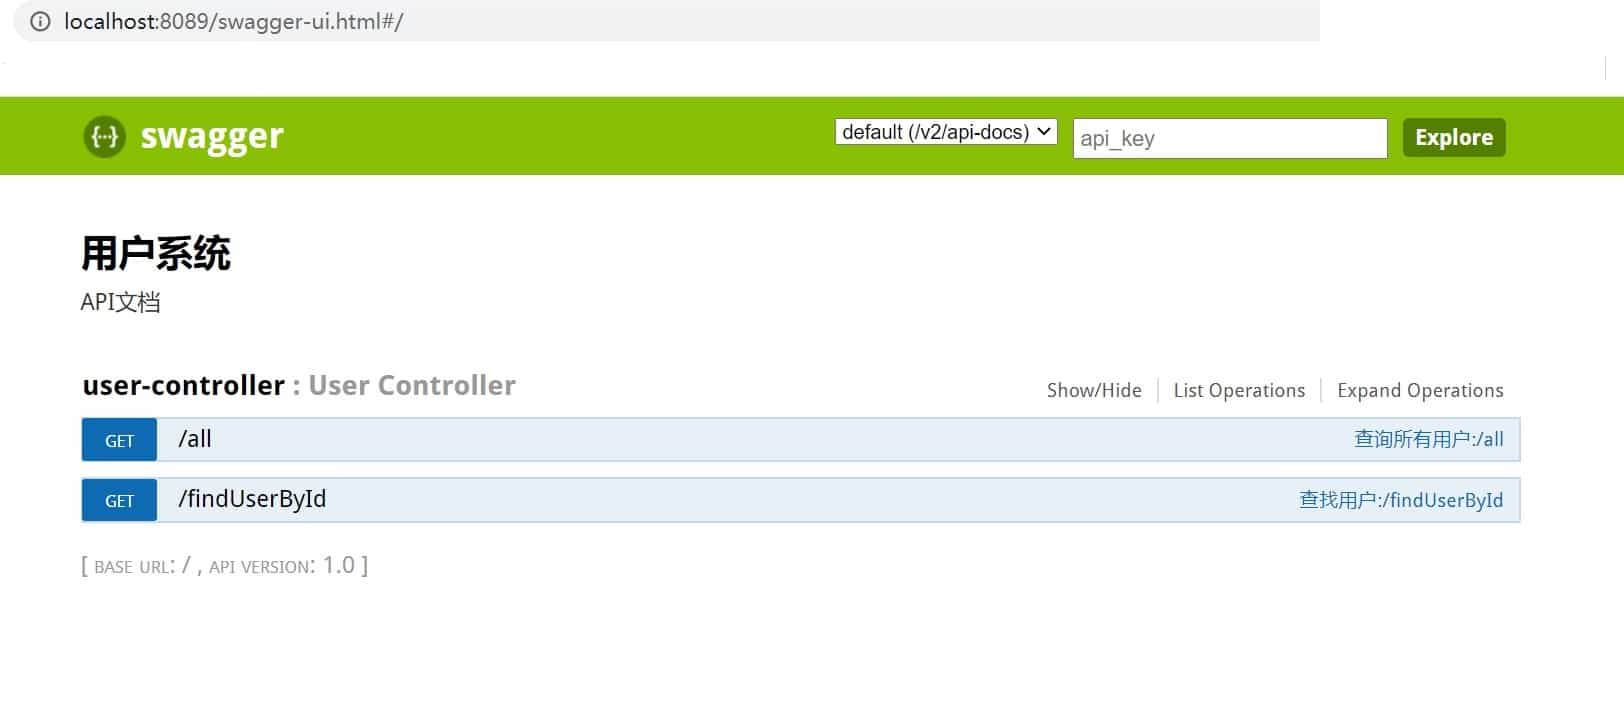 localhost:8089/swagger-ui.html#/
{···} swagger default (/v2/api-docs) api_key Explore
用户系统
API文档
user-controller : User Controller Show/Hide List Operations Expand Operations
GET /all 查询所有用户:/all
GET /findUserById 查找用户:/findUserById
[ BASE URL: / , API VERSION: 1.0 ]